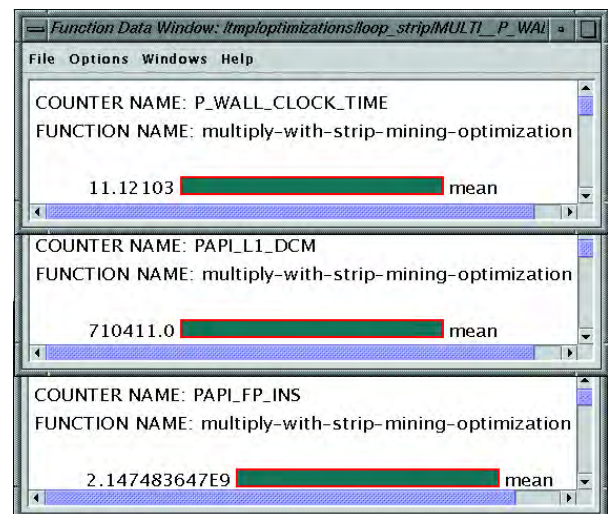 Function Data Window: /tmp/optimizations/loop_strip/MULTI__P_WAL
File Options Windows Help
COUNTER NAME: P_WALL_CLOCK_TIME
FUNCTION NAME: multiply-with-strip-mining-optimization
11.12103 mean
COUNTER NAME: PAPI_L1_DCM
FUNCTION NAME: multiply-with-strip-mining-optimization
710411.0 mean
COUNTER NAME: PAPI_FP_INS
FUNCTION NAME: multiply-with-strip-mining-optimization
2.147483647E9 mean